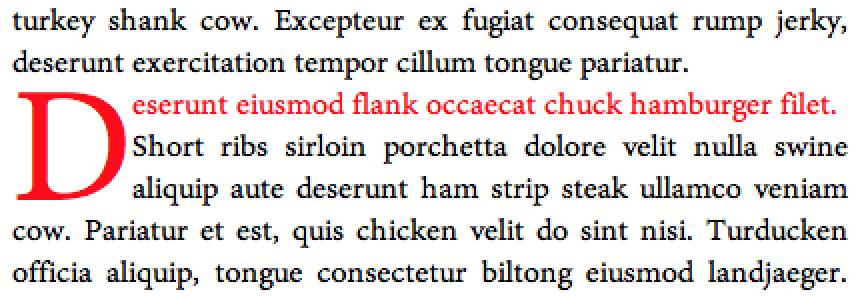 turkey shank cow. Excepteur ex fugiat consequat rump jerky,
deserunt exercitation tempor cillum tongue pariatur.
Deserunt eiusmod flank occaecat chuck hamburger filet.
Short ribs sirloin porchetta dolore velit nulla swine
aliquip aute deserunt ham strip steak ullamco veniam
cow. Pariatur et est, quis chicken velit do sint nisi. Turducken
officia aliquip, tongue consectetur biltong eiusmod landjaeger.